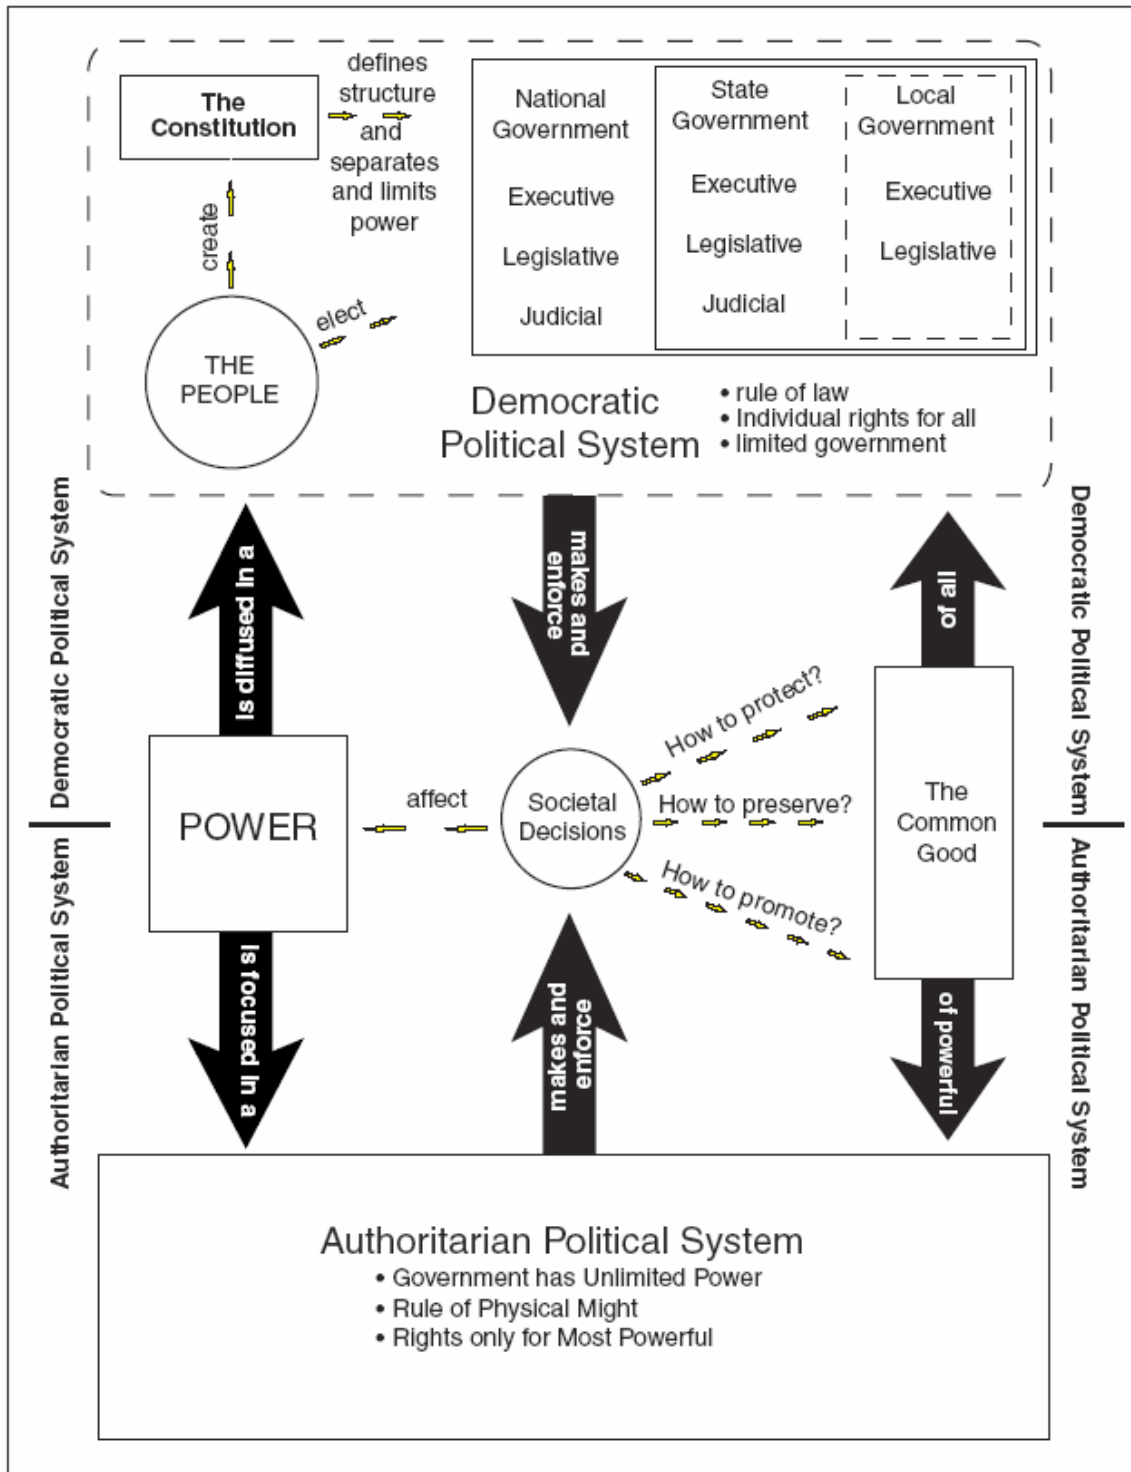 The
Constitution
defines
structure
and
separates
and limits
power
create
THE
PEOPLE
elect
National
Government
Executive
Legislative
Judicial
State
Government
Executive
Legislative
Judicial
Local
Government
Executive
Legislative
Democratic
Political System
• rule of law
• Individual rights for all
• limited government
Democratic Political System
Authoritarian Political System
is diffused in a
POWER
is focused in a
makes and
enforce
affect
Societal
Decisions
How to protect?
How to preserve?
How to promote?
makes and
enforce
of all
The
Common
Good
of powerful
Democratic Political System
Authoritarian Political System
Authoritarian Political System
• Government has Unlimited Power
• Rule of Physical Might
• Rights only for Most Powerful